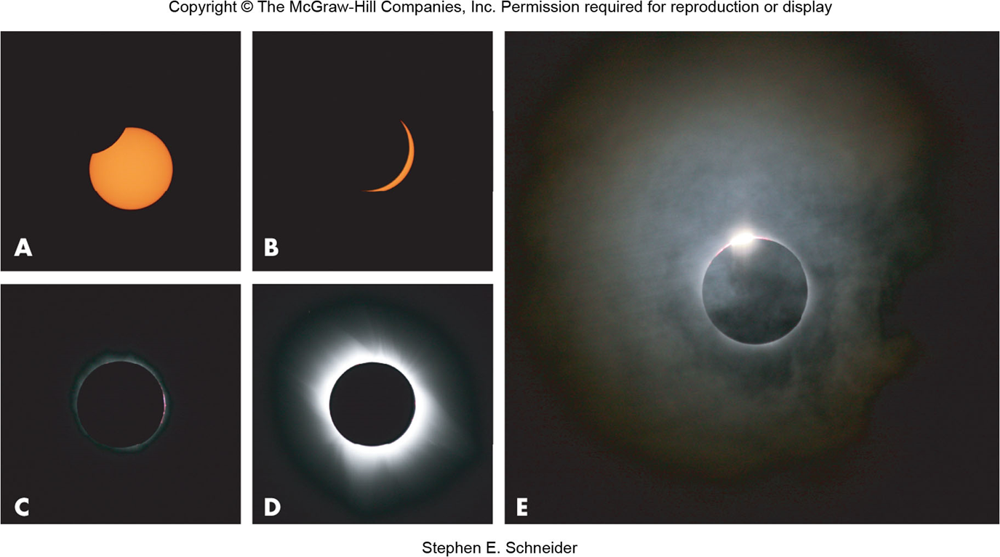 Copyright © The McGraw-Hill Companies, Inc. Permission required for reproduction or display
A
B
C
D
E
Stephen E. Schneider